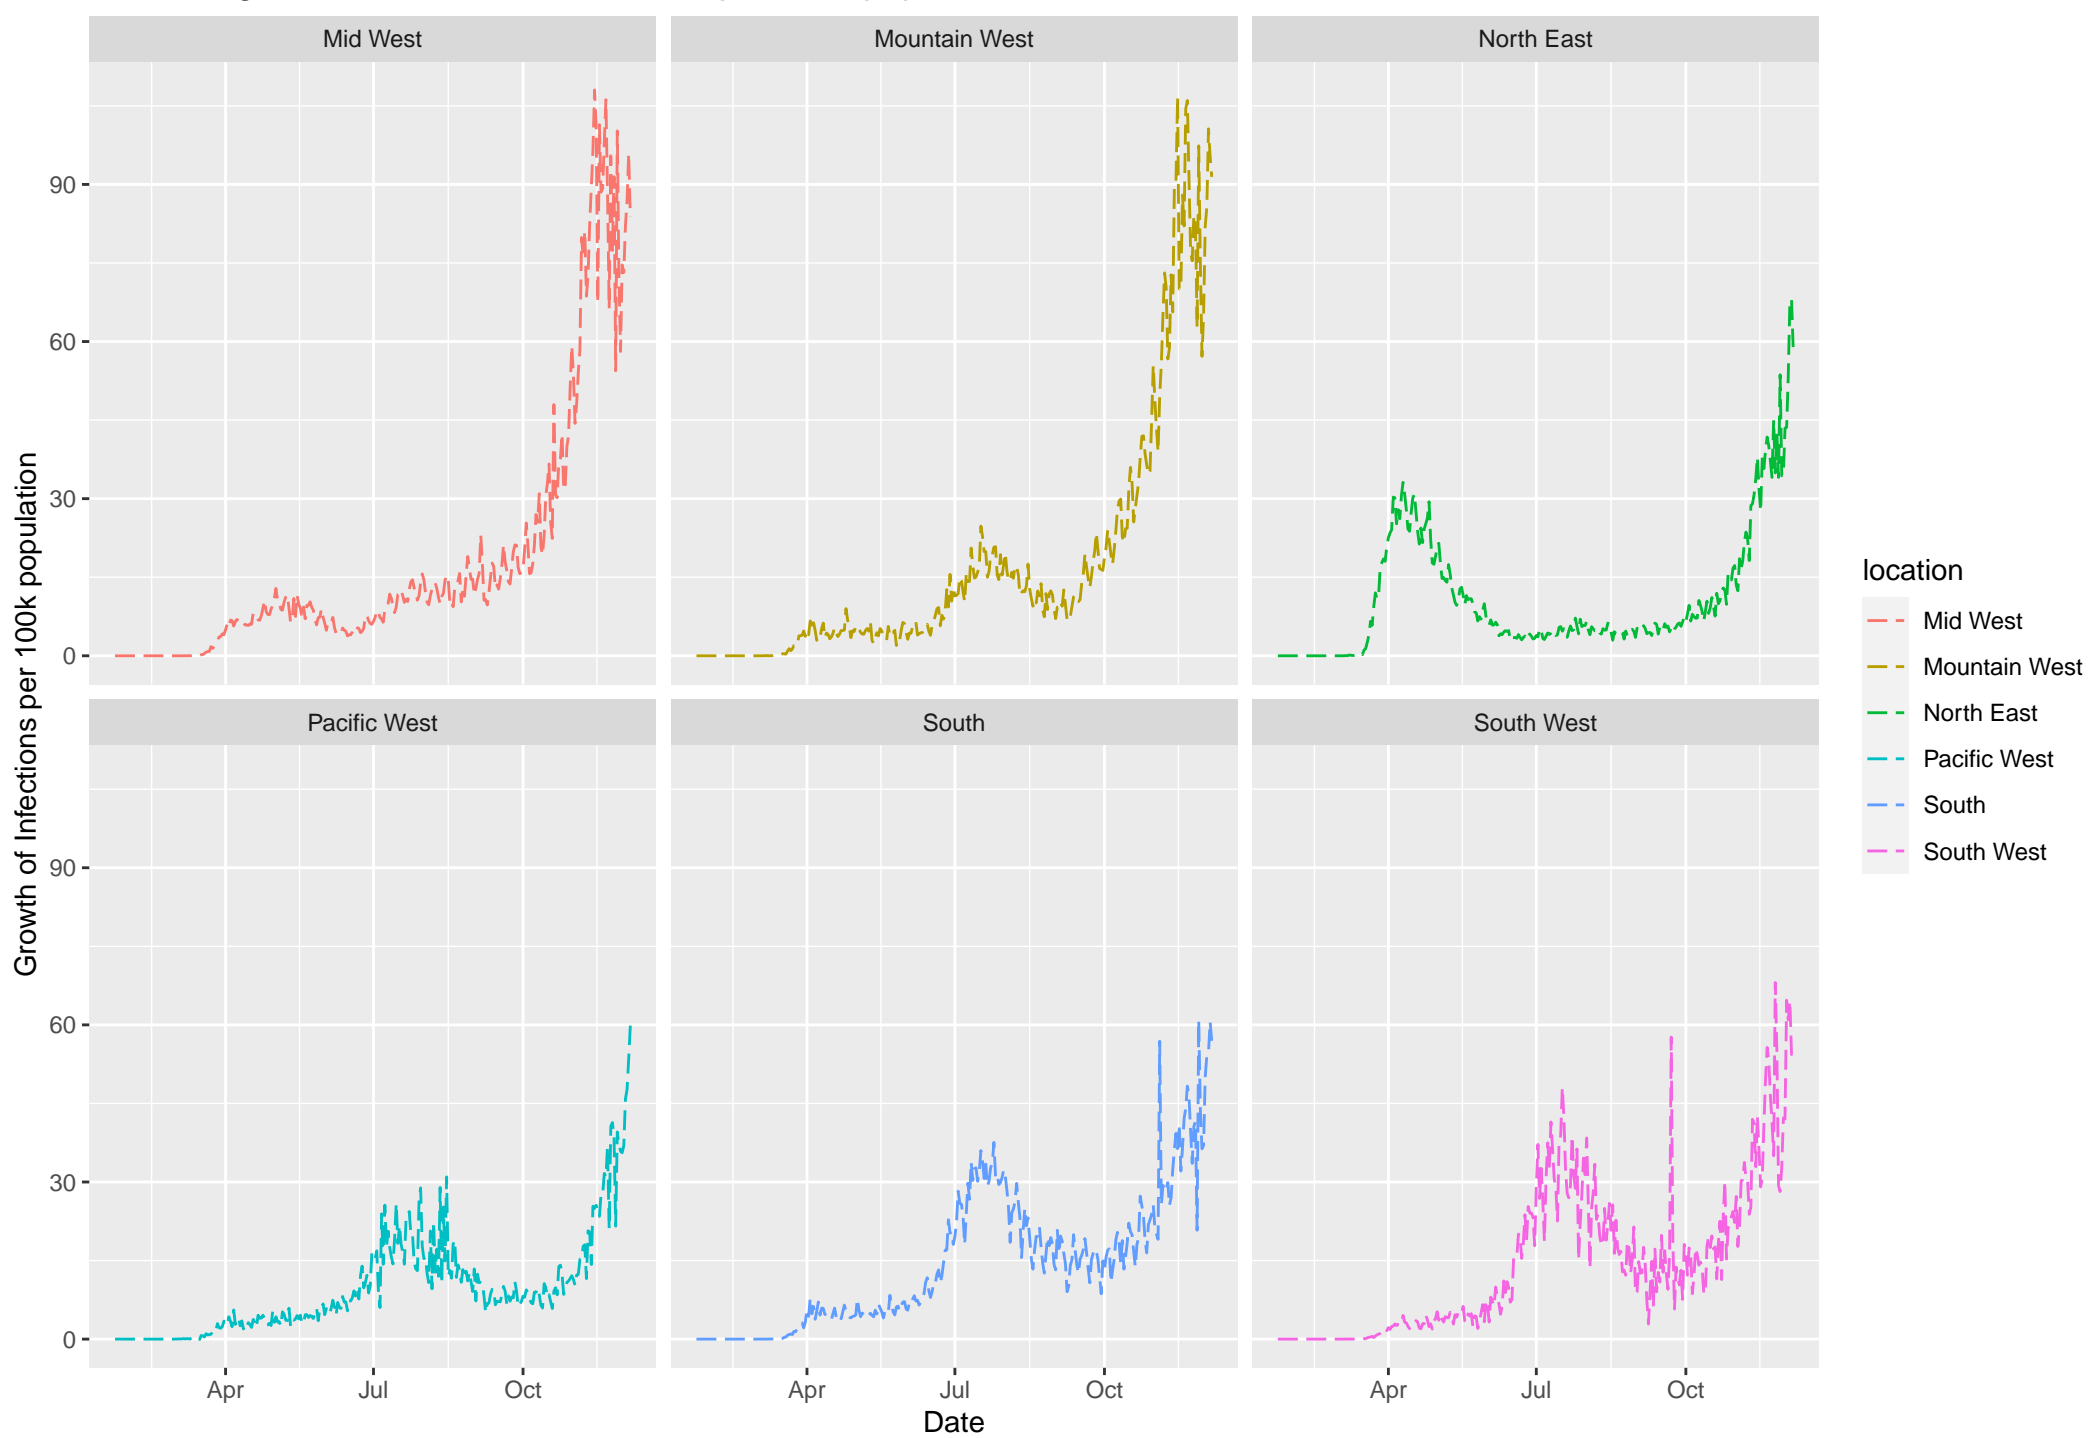 Mid West
Mountain West
North East
90
60
30
0
Pacific West
South
South West
90
60
30
0
Apr
Jul
Oct
Apr
Jul
Oct
Apr
Jul
Oct
Date
Growth of Infections per 100k population
location
Mid West
Mountain West
North East
Pacific West
South
South West